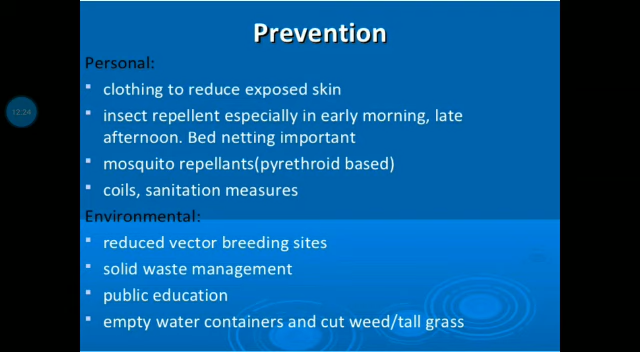 Prevention
Personal:
▪ clothing to reduce exposed skin
▪ insect repellent especially in early morning, late
afternoon. Bed netting important
▪ mosquito repellants(pyrethroid based)
▪ coils, sanitation measures
Environmental:
▪ reduced vector breeding sites
▪ solid waste management
▪ public education
▪ empty water containers and cut weed/tall grass
12:24